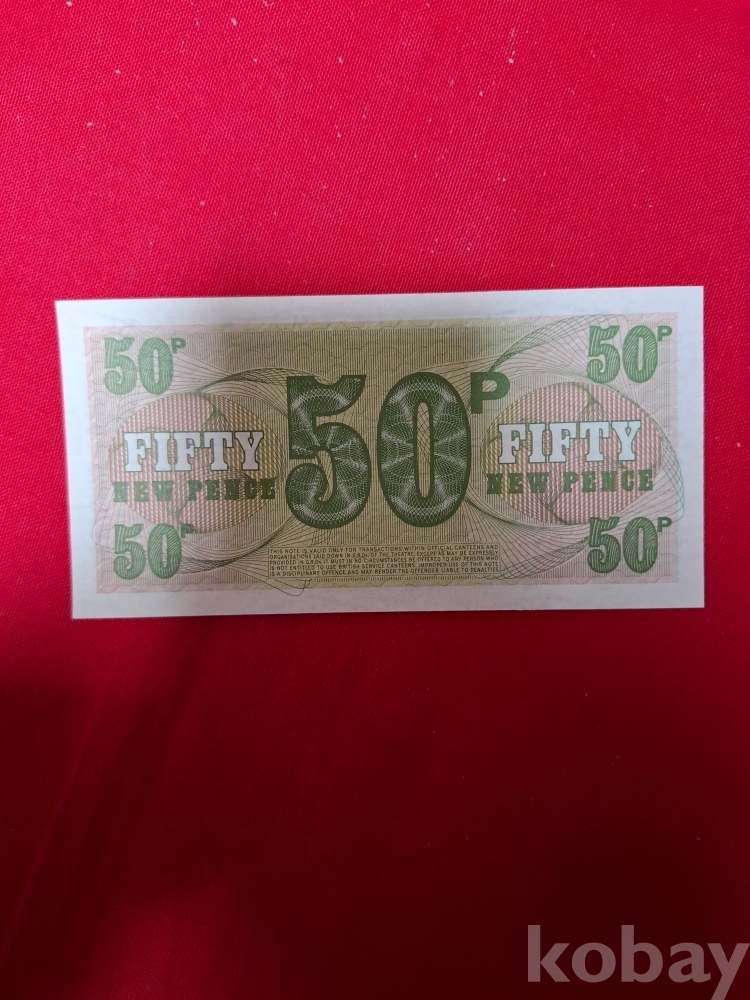 50P
50P
50P
FIFTY
NEW PENCE
FIFTY
NEW PENCE
50P
50P
THIS NOTE IS VALID ONLY FOR TRANSACTIONS WITHIN OFFICIAL CANTEENS AND
ORGANISATIONS LAID DOWN IN G.R.Os. OF THE THEATRE, EXCEPT AS MAY BE EXPRESSLY
PROVIDED IN G.R.Os. IT MUST IN NO CIRCUMSTANCES BE OFFERED TO ANY PERSON WHO
IS NOT ENTITLED TO USE BRITISH SERVICE CANTEENS. IMPROPER USE OF THIS NOTE
IS A DISCIPLINARY OFFENCE AND MAY RENDER THE OFFENDER LIABLE TO PENALTIES
kobay